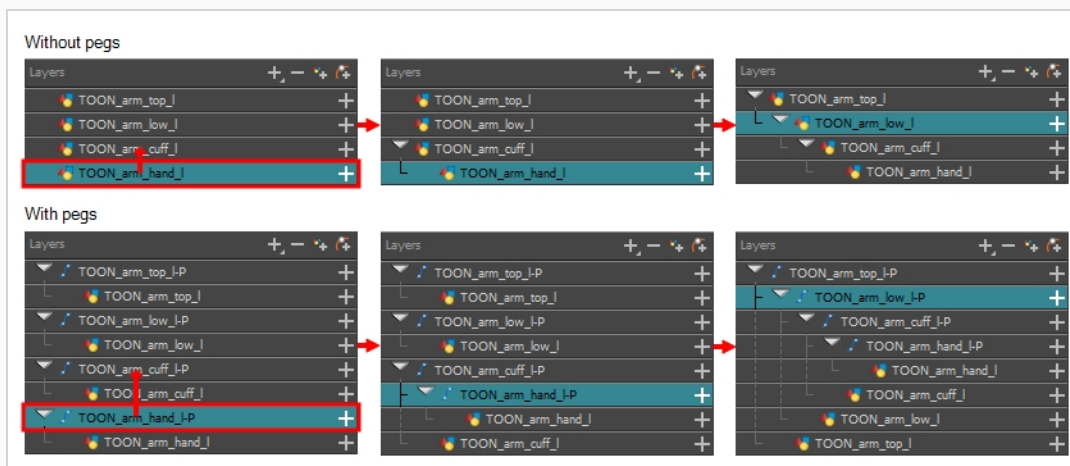 Without pegs
Layers
TOON_arm_top_l
TOON_arm_low_l
TOON_arm_cuff_l
TOON_arm_hand_l
Layers
TOON_arm_top_l
TOON_arm_low_l
TOON_arm_cuff_l
TOON_arm_hand_l
Layers
TOON_arm_top_l
TOON_arm_low_l
TOON_arm_cuff_l
TOON_arm_hand_l
With pegs
Layers
TOON_arm_top_l-P
TOON_arm_top_l
TOON_arm_low_l-P
TOON_arm_low_l
TOON_arm_cuff_l-P
TOON_arm_cuff_l
TOON_arm_hand_l-P
TOON_arm_hand_l
Layers
TOON_arm_top_l-P
TOON_arm_top_l
TOON_arm_low_l-P
TOON_arm_low_l
TOON_arm_cuff_l-P
TOON_arm_hand_l-P
TOON_arm_hand_l
TOON_arm_cuff_l
Layers
TOON_arm_top_l-P
TOON_arm_low_l-P
TOON_arm_cuff_l-P
TOON_arm_hand_l-P
TOON_arm_hand_l
TOON_arm_cuff_l
TOON_arm_low_l
TOON_arm_top_l